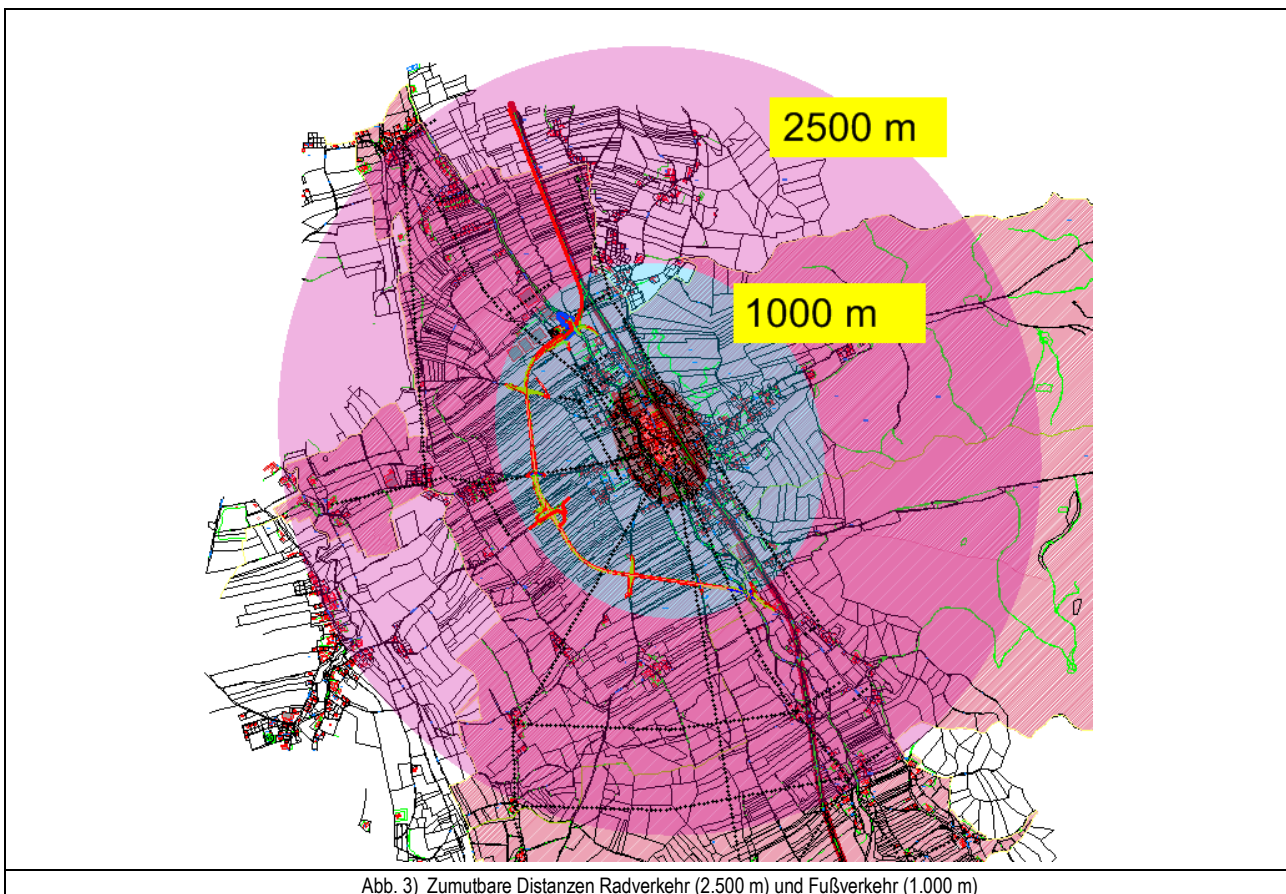 2500 m
1000 m
Abb. 3) Zumutbare Distanzen Radverkehr (2.500 m) und Fußverkehr (1.000 m)